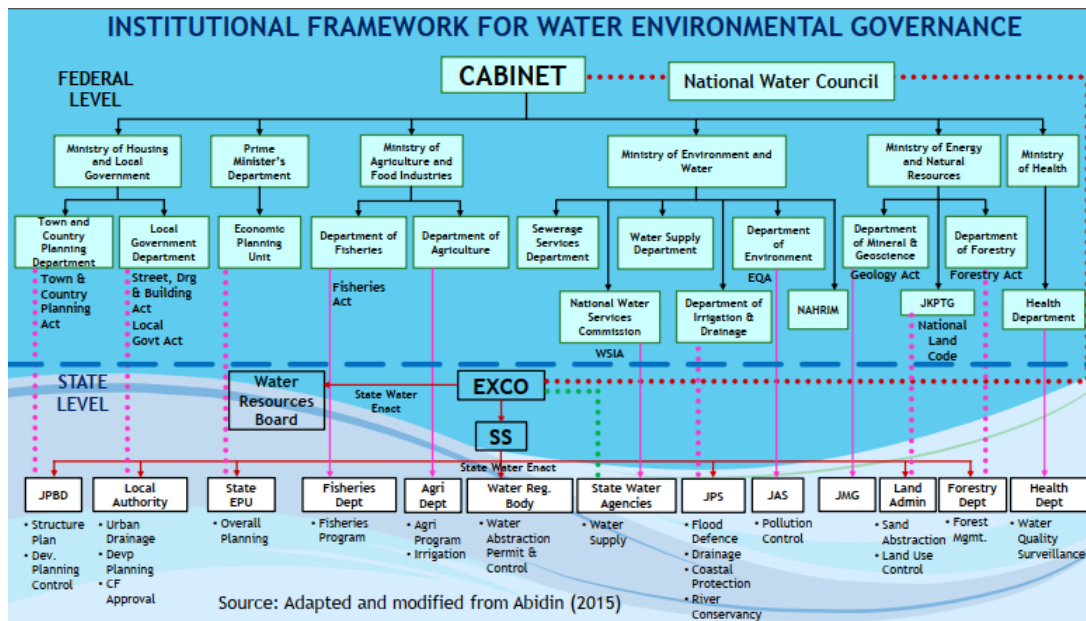 INSTITUTIONAL FRAMEWORK FOR WATER ENVIRONMENTAL GOVERNANCE
FEDERAL
LEVEL
CABINET
National Water Council
Ministry of Housing
and Local
Government
Prime
Minister's
Department
Ministry of
Agriculture and
Food Industries
Ministry of Environment and
Water
Ministry of Energy
and Natural
Resources
Ministry
of Health
Town and
Country
Planning
Department
Local
Government
Department
Economic
Planning
Unit
Department
of Fisheries
Department of
Agriculture
Sewerage
Services
Department
Water Supply
Department
Department
of
Environment
Department
of Mineral &
Geoscience
Department
of Forestry
Town &
Country
Planning
Act
Street, Drg
& Building
Act
Local
Govt Act
Fisheries
Act
EQA
Geology Act
Forestry Act
National Water
Services
Commission
Department of
Irrigation &
Drainage
NAHRIM
JKPTG
Health
Department
WSIA
National
Land
Code
STATE
LEVEL
Water
Resources
Board
State Water
Enact
EXCO
SS
State Water Enact
JPBD
Local
Authority
State
EPU
Fisheries
Dept
Agri
Dept
Water Reg.
Body
State Water
Agencies
JPS
JAS
JMG
Land
Admin
Forestry
Dept
Health
Dept
• Structure
Plan
• Dev.
Planning
Control
• Urban
Drainage
• Devp
Planning
• CF
Approval
• Overall
Planning
• Fisheries
Program
• Agri
Program
• Irrigation
• Water
Abstraction
Permit &
Control
• Water
Supply
• Flood
Defence
• Drainage
• Coastal
Protection
• River
Conservancy
• Pollution
Control
• Sand
Abstraction
• Land Use
Control
• Forest
Mgmt.
• Water
Quality
Surveillance
Source: Adapted and modified from Abidin (2015)